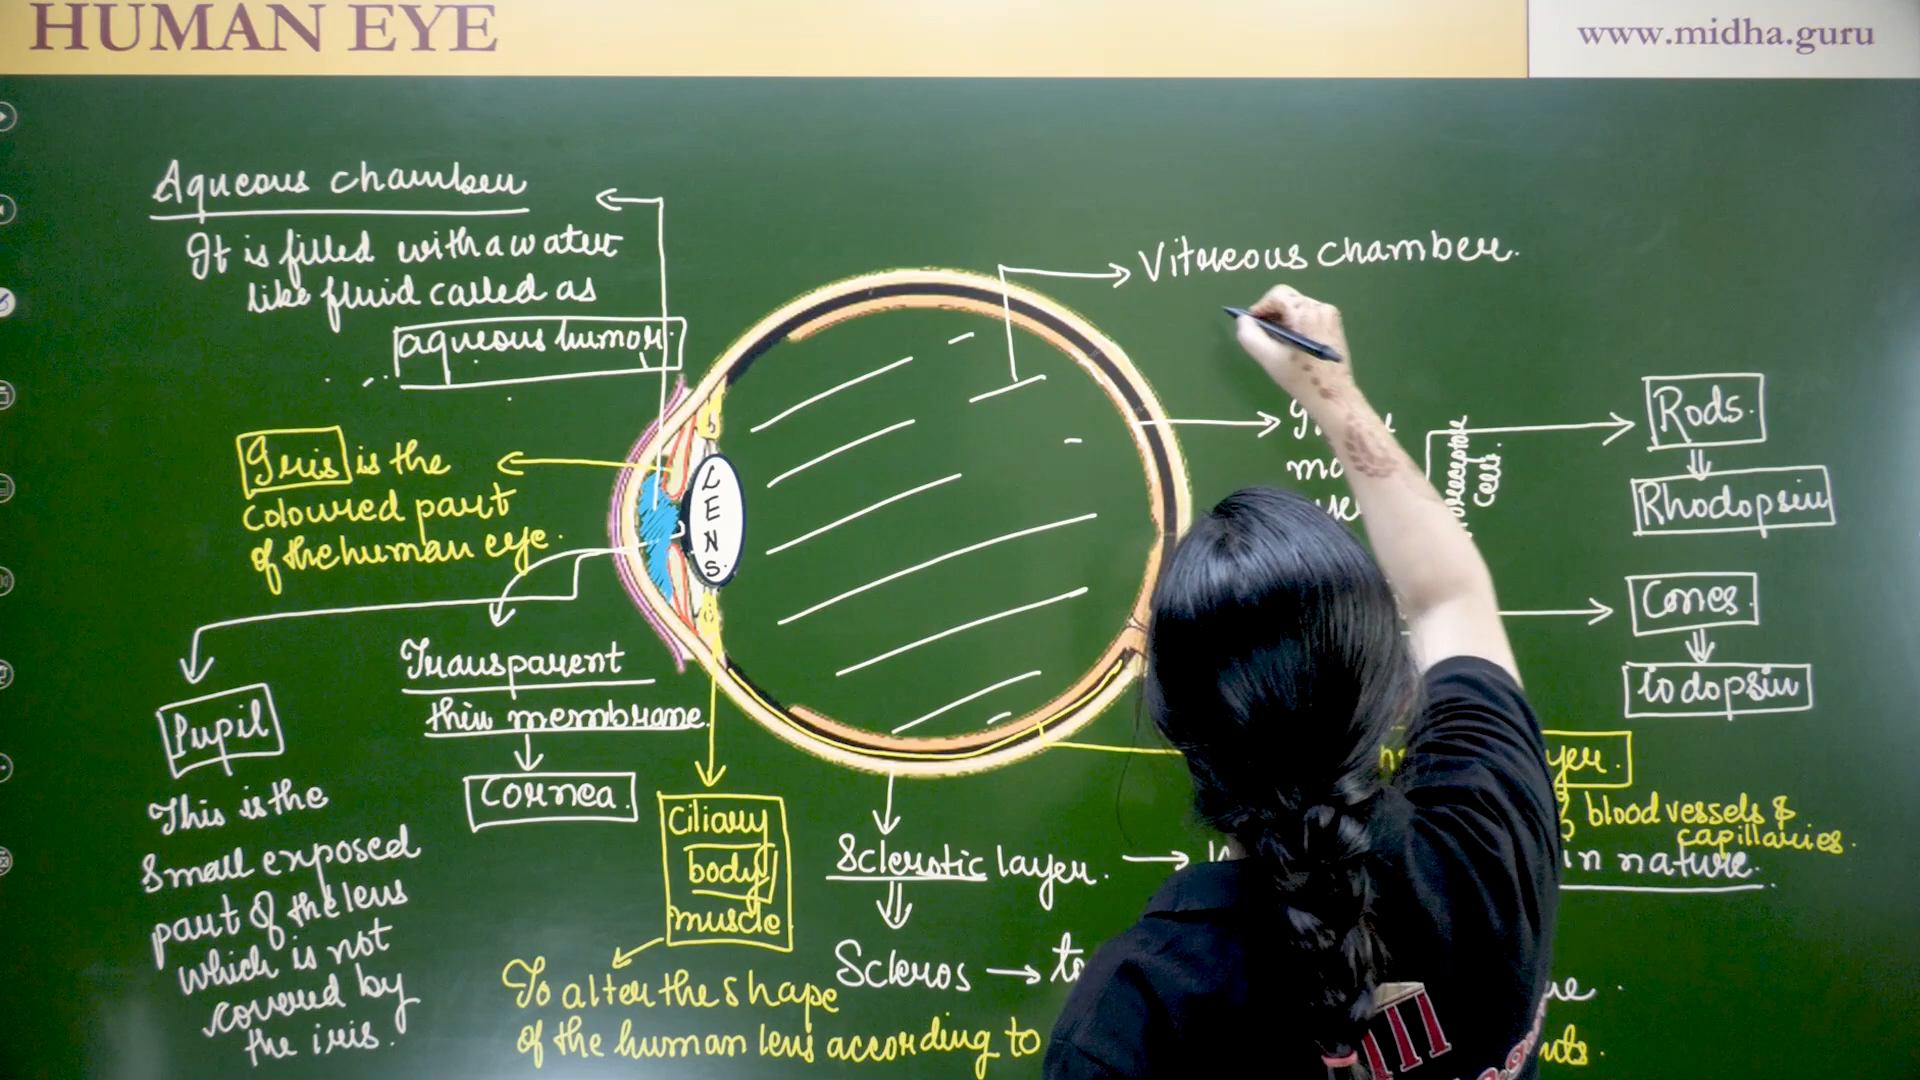 HUMAN EYE
www.midha.guru
Aqueous chamber
It is filled with a water
like fluid called as
aqueous humor.
Iris is the
coloured part
of the human eye.
Pupil
This is the
Small exposed
part of the lens
which is not
covered by
the iris.
Transparent
thin membrane.
Cornea.
LENS.
Ciliary
body
muscle
To alter the shape
of the human lens according to
Sclerotic layer.
Scleros →
Vitreous chamber.
Cell.
Rods.
Rhodopsin
Cones.
iodopsin
blood vessels &
capillaries.
in nature.